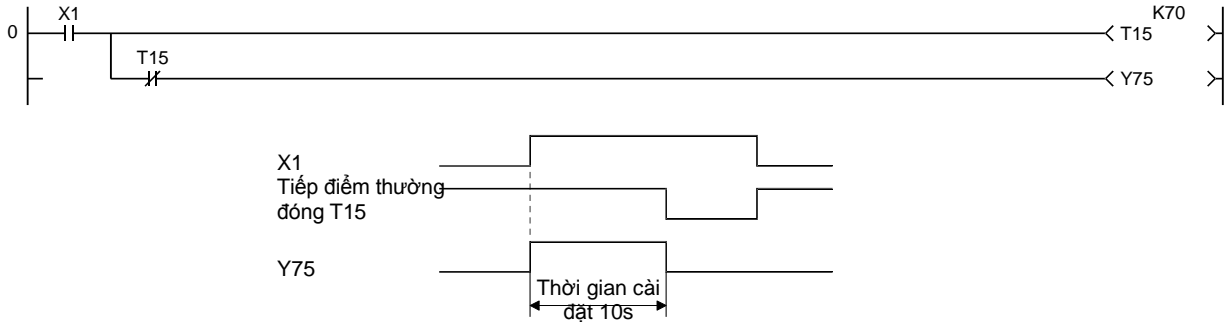 X1
K70
0
T15
T15
Y75
X1
Tiếp điểm thường
đóng T15
Y75
Thời gian cài
đặt 10s